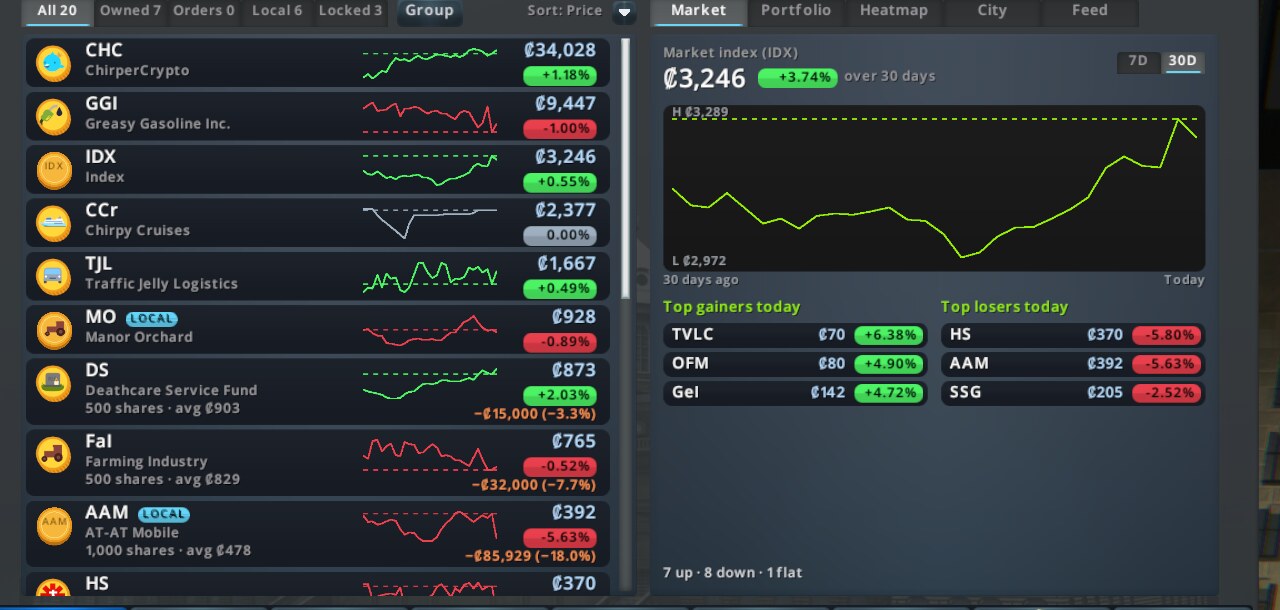 All 20 Owned 7 Orders 0 Local 6 Locked 3 Group Sort: Price
CHC ₡34,028
ChirperCrypto +1.18%
GGI ₡9,447
Greasy Gasoline Inc. -1.00%
IDX IDX ₡3,246
Index +0.55%
CCr ₡2,377
Chirpy Cruises 0.00%
TJL ₡1,667
Traffic Jelly Logistics +0.49%
MO LOCAL ₡928
Manor Orchard -0.89%
DS ₡873
Deathcare Service Fund +2.03%
500 shares · avg ₡903 −₡15,000 (−3.3%)
FaI ₡765
Farming Industry -0.52%
500 shares · avg ₡829 −₡32,000 (−7.7%)
AAM AAM LOCAL ₡392
AT-AT Mobile -5.63%
1,000 shares · avg ₡478 −₡85,929 (−18.0%)
HS ₡370
Market Portfolio Heatmap City Feed
Market index (IDX)
₡3,246 +3.74% over 30 days 7D 30D
H ₡3,289
L ₡2,972
30 days ago Today
Top gainers today
TVLC ₡70 +6.38%
OFM ₡80 +4.90%
GeI ₡142 +4.72%
Top losers today
HS ₡370 -5.80%
AAM ₡392 -5.63%
SSG ₡205 -2.52%
7 up · 8 down · 1 flat